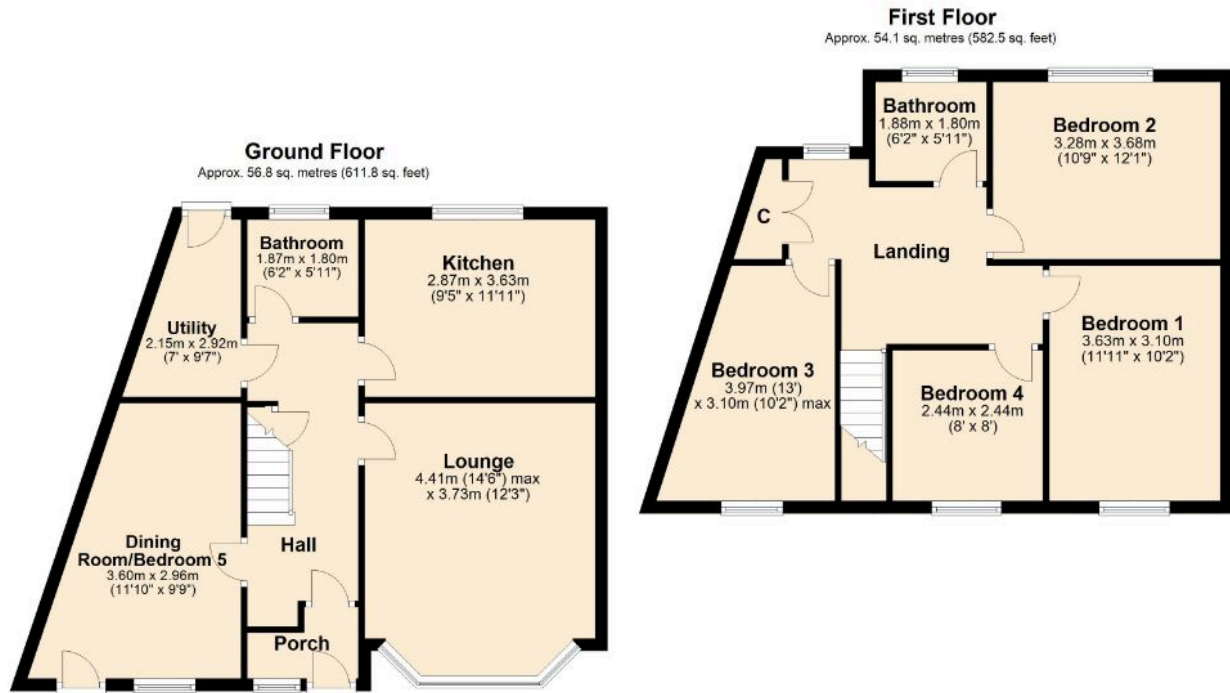 Ground Floor
Approx. 56.8 sq. metres (611.8 sq. feet)
Bathroom
1.87m x 1.80m
(6'2" x 5'11")
Kitchen
2.87m x 3.63m
(9'5" x 11'11")
Utility
2.15m x 2.92m
(7' x 9'7")
Lounge
4.41m (14'6") max
x 3.73m (12'3")
Dining
Room/Bedroom 5
3.60m x 2.96m
(11'10" x 9'9")
Hall
Porch
First Floor
Approx. 54.1 sq. metres (582.5 sq. feet)
Bathroom
1.88m x 1.80m
(6'2" x 5'11")
Bedroom 2
3.28m x 3.68m
(10'9" x 12'1")
C
Landing
Bedroom 1
3.63m x 3.10m
(11'11" x 10'2")
Bedroom 3
3.97m (13')
x 3.10m (10'2") max
Bedroom 4
2.44m x 2.44m
(8' x 8')